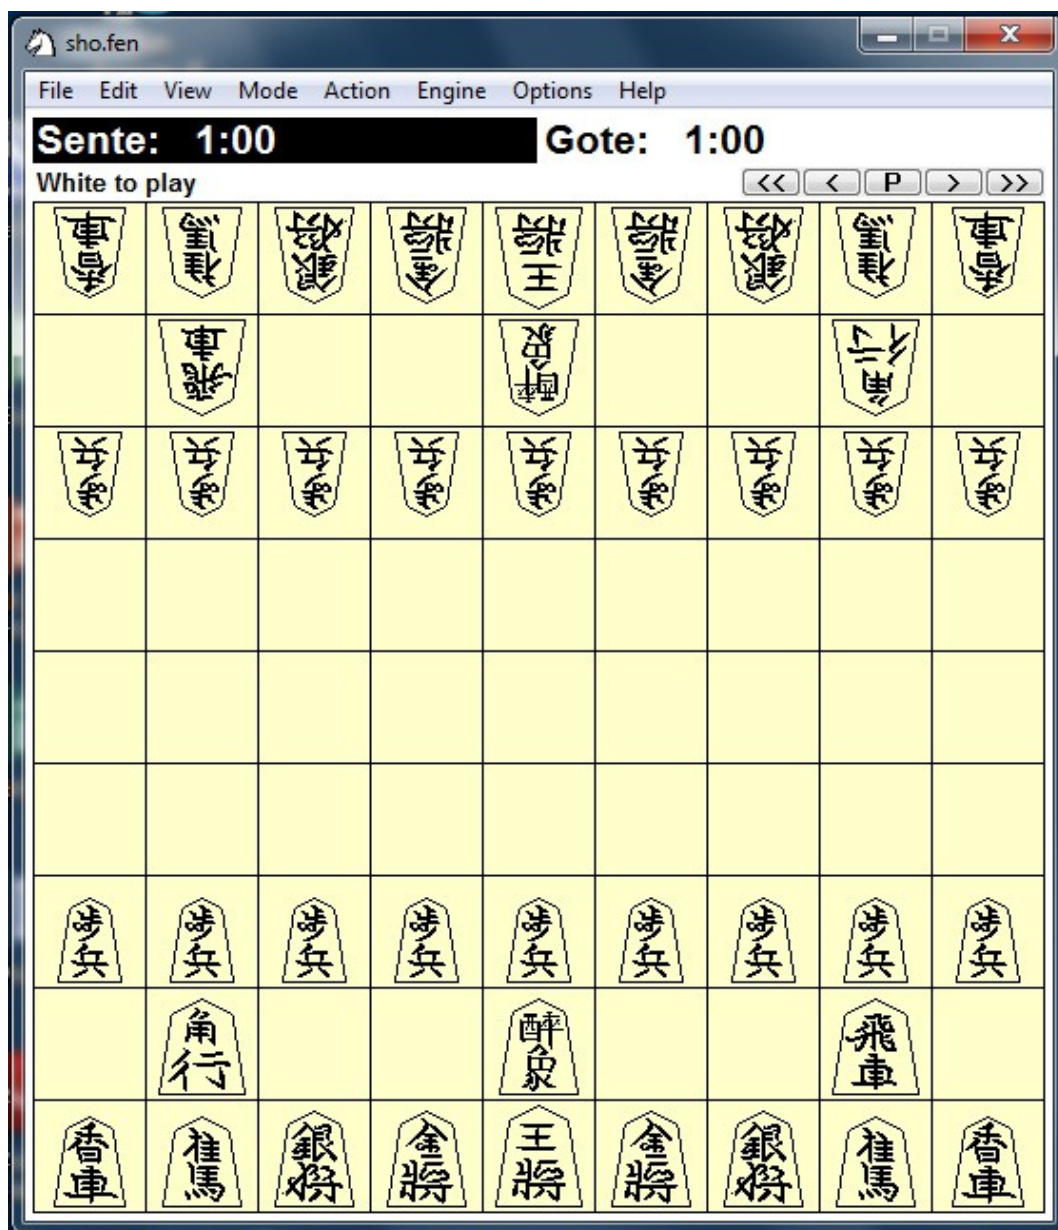 sho.fen
File Edit View Mode Action Engine Options Help
Sente: 1:00 Gote: 1:00
White to play << < P > >>
香車 桂馬 銀将 金将 王将 金将 銀将 桂馬 香車
飛車 醉象 角行
歩兵 歩兵 歩兵 歩兵 歩兵 歩兵 歩兵 歩兵 歩兵
歩兵 歩兵 歩兵 歩兵 歩兵 歩兵 歩兵 歩兵 歩兵
角行 醉象 飛車
香車 桂馬 銀将 金将 王将 金将 銀将 桂馬 香車